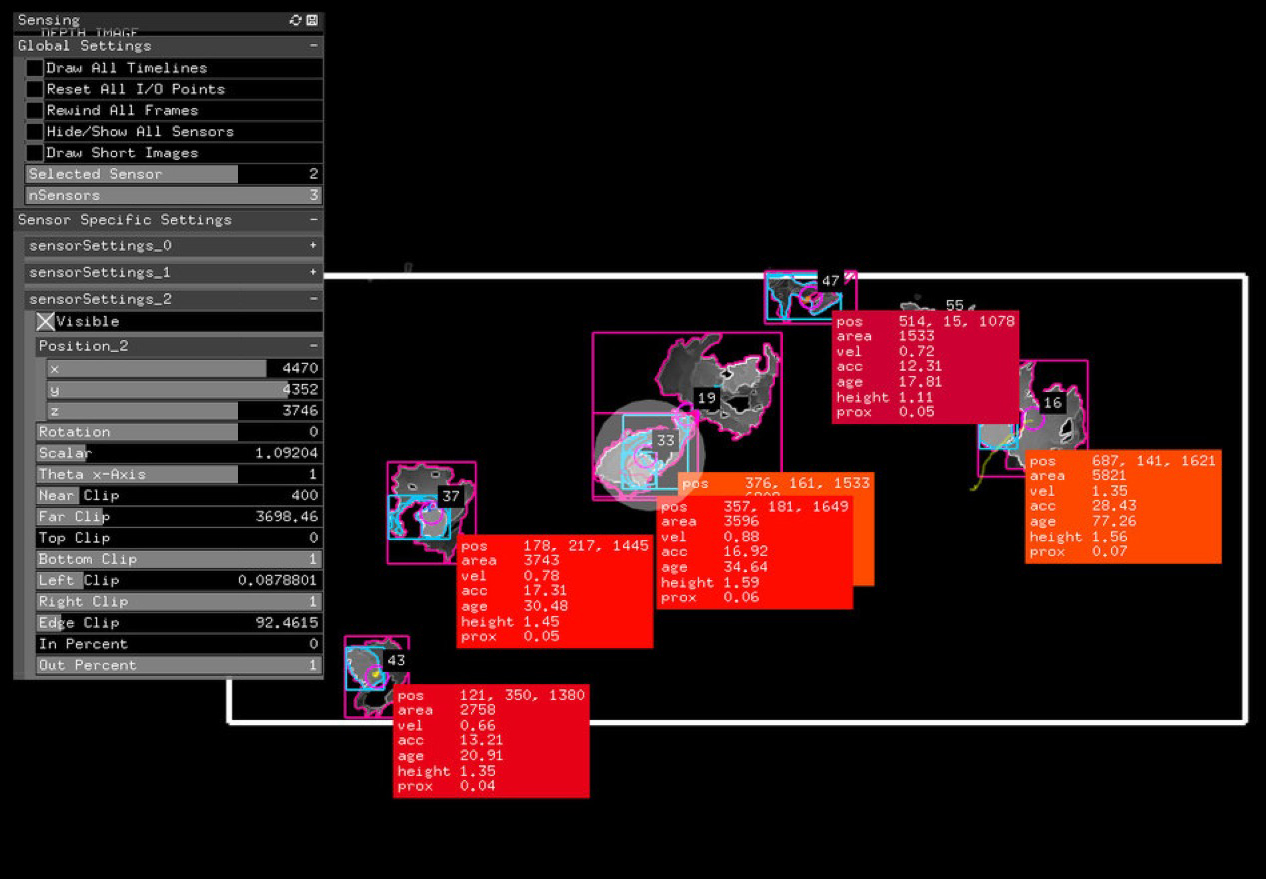 Sensing
DEPTH IMAGE
Global Settings -
Draw All Timelines
Reset All I/O Points
Rewind All Frames
Hide/Show All Sensors
Draw Short Images
Selected Sensor 2
nSensors 3
Sensor Specific Settings -
sensorSettings_0 +
sensorSettings_1 +
sensorSettings_2 -
Visible
Position_2 -
x 4470
y 4352
z 3746
Rotation 0
Scalar 1.09204
Theta x-Axis 1
Near Clip 400
Far Clip 3698.46
Top Clip 0
Bottom Clip 1
Left Clip 0.0878801
Right Clip 1
Edge Clip 92.4615
In Percent 0
Out Percent 1
47
55
pos 514, 15, 1078
area 1533
vel 0.72
acc 12.31
age 17.81
height 1.11
prox 0.05
19
16
33
pos 687, 141, 1621
area 5821
vel 1.35
acc 28.43
age 77.26
height 1.56
prox 0.07
pos 376, 161, 1533
pos 357, 181, 1649
area 3596
vel 0.88
acc 16.92
age 34.64
height 1.59
prox 0.06
37
pos 178, 217, 1445
area 3743
vel 0.78
acc 17.31
age 30.48
height 1.45
prox 0.05
43
pos 121, 350, 1380
area 2758
vel 0.66
acc 13.21
age 20.91
height 1.35
prox 0.04